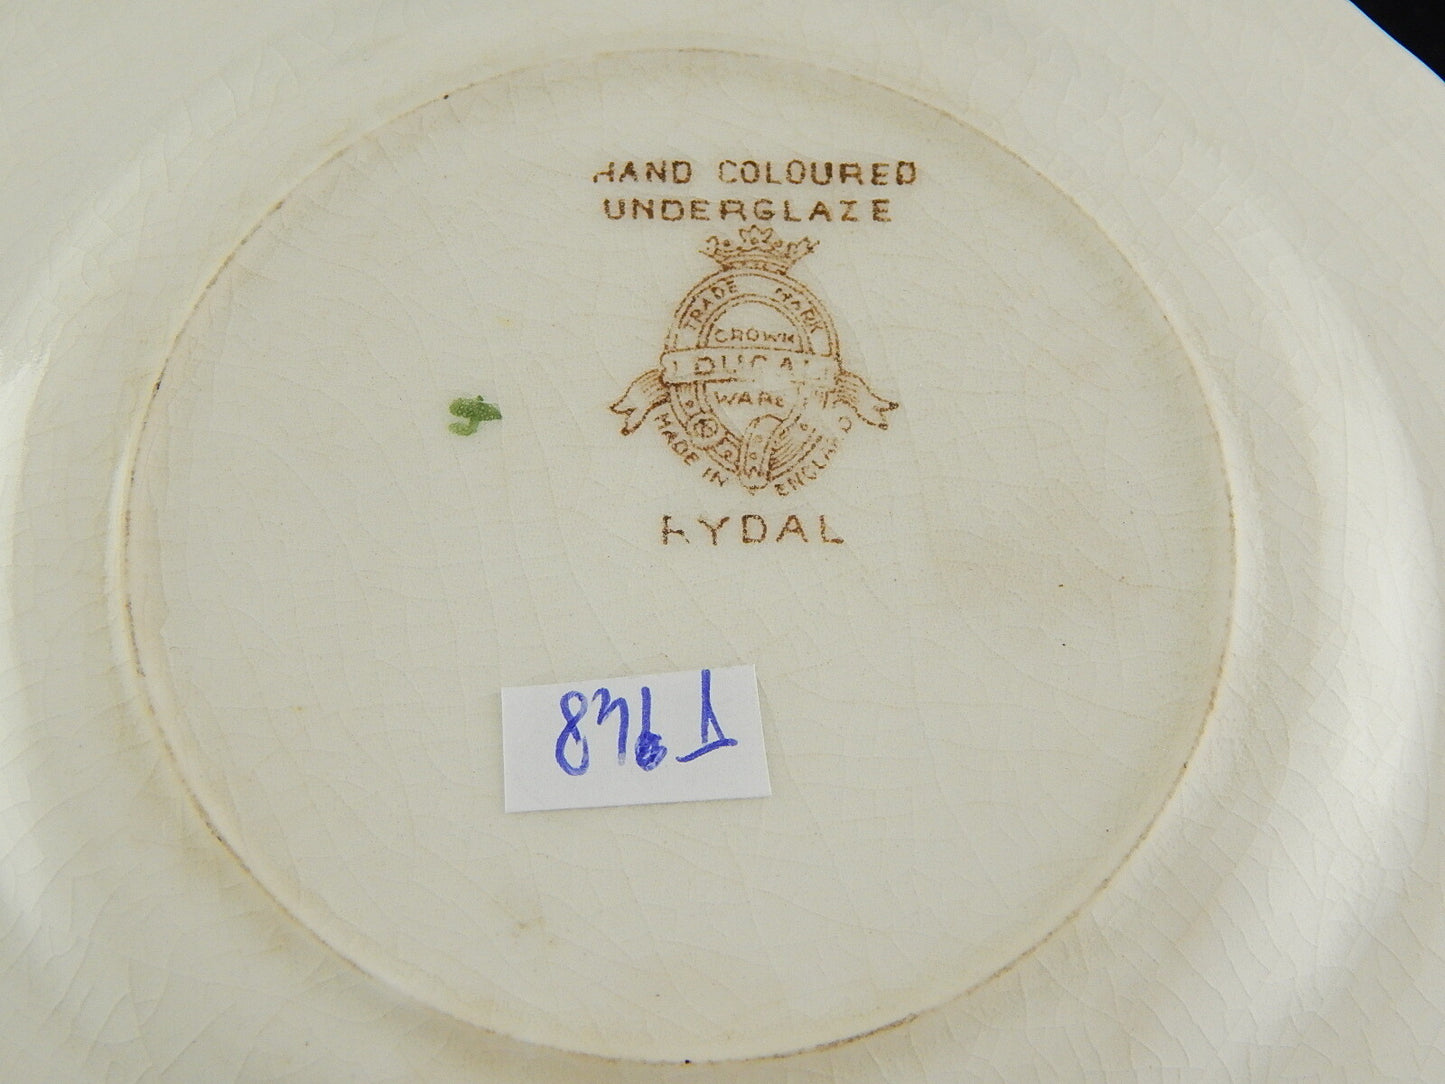 HAND COLOURED
UNDERGLAZE
TRADE MARK
CROWN
DUCAL
WARE
MADE IN ENGLAND
RYDAL